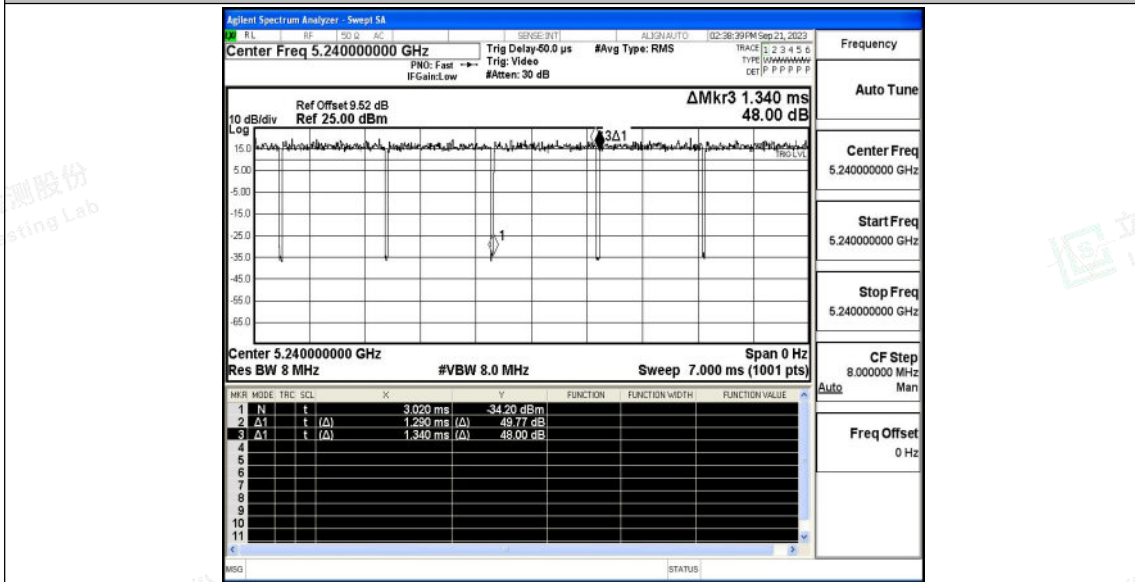 Agilent Spectrum Analyzer - Swept SA
RL RF 50 Ω AC SENSE:INT ALIGNAUTO 02:38:39 PM Sep 21, 2023
Center Freq 5.240000000 GHz
Trig Delay-50.0 µs #Avg Type: RMS
TRACE 1 2 3 4 5 6
PNO: Fast Trig: Video
TYPE
IFGain:Low #Atten: 30 dB
DET P P P P P P
ΔMkr3 1.340 ms
48.00 dB
Ref Offset 9.52 dB
10 dB/div Ref 25.00 dBm
Log
3Δ1
15.0
TRIG LVL
5.00
-5.00
-15.0
-25.0
1
-35.0
-45.0
-55.0
-65.0
Center 5.240000000 GHz Span 0 Hz
Res BW 8 MHz #VBW 8.0 MHz Sweep 7.000 ms (1001 pts)
MKR MODE TRC SCL X Y FUNCTION FUNCTION WIDTH FUNCTION VALUE
1 N t 3.020 ms -34.20 dBm
2 Δ1 t (Δ) 1.290 ms (Δ) 49.77 dB
3 Δ1 t (Δ) 1.340 ms (Δ) 48.00 dB
4
5
6
7
8
9
10
11
MSG STATUS
Frequency
Auto Tune
Center Freq
5.240000000 GHz
Start Freq
5.240000000 GHz
Stop Freq
5.240000000 GHz
CF Step
8.000000 MHz
Auto Man
Freq Offset
0 Hz
测股份
sting Lab
立